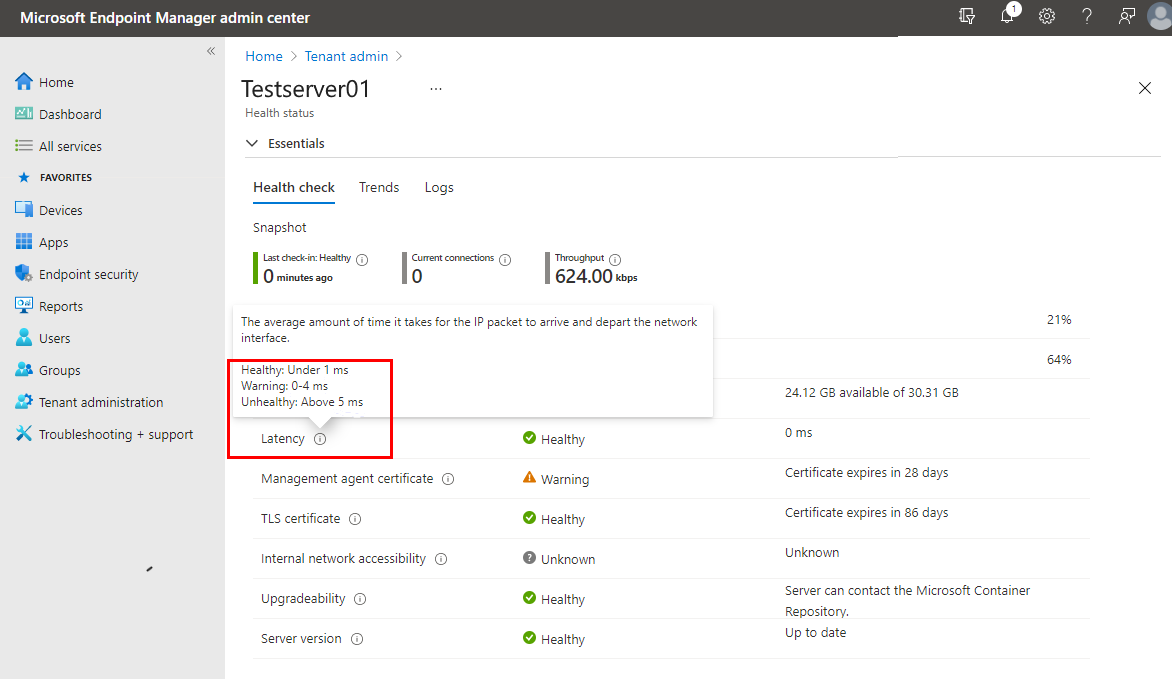 Microsoft Endpoint Manager admin center
1
Home
Dashboard
All services
FAVORITES
Devices
Apps
Endpoint security
Reports
Users
Groups
Tenant administration
Troubleshooting + support
Home > Tenant admin >
Testserver01 ...
Health status
Essentials
Health check Trends Logs
Snapshot
Last check-in: Healthy
0 minutes ago
Current connections
0
Throughput
624.00 kbps
The average amount of time it takes for the IP packet to arrive and depart the network
interface.
Healthy: Under 1 ms
Warning: 0-4 ms
Unhealthy: Above 5 ms
21%
64%
24.12 GB available of 30.31 GB
Latency Healthy 0 ms
Management agent certificate Warning Certificate expires in 28 days
TLS certificate Healthy Certificate expires in 86 days
Internal network accessibility Unknown Unknown
Upgradeability Healthy Server can contact the Microsoft Container
Repository.
Server version Healthy Up to date